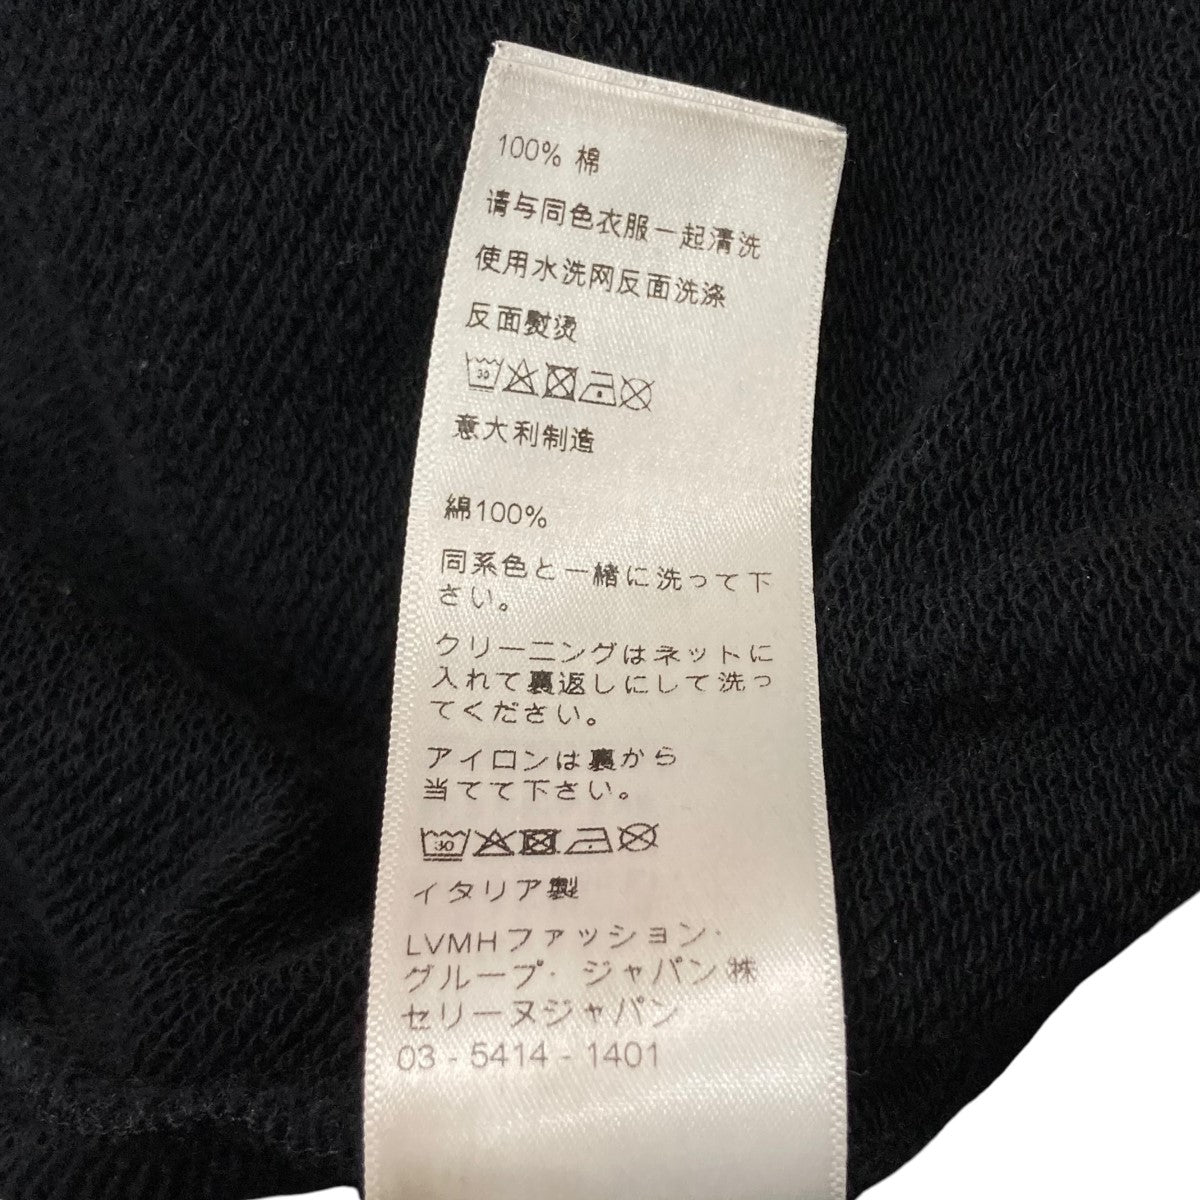 100% 棉
请与同色衣服一起清洗
使用水洗网反面洗涤
反面熨烫
30
意大利制造
綿100%
同系色と一緒に洗って下
さい。
クリーニングはネットに
入れて裏返しにして洗っ
てください。
アイロンは裏から
当てて下さい。
30
イタリア製
LVMHファッション・
グループ・ジャパン㈱
セリーヌジャパン
03 - 5414 - 1401